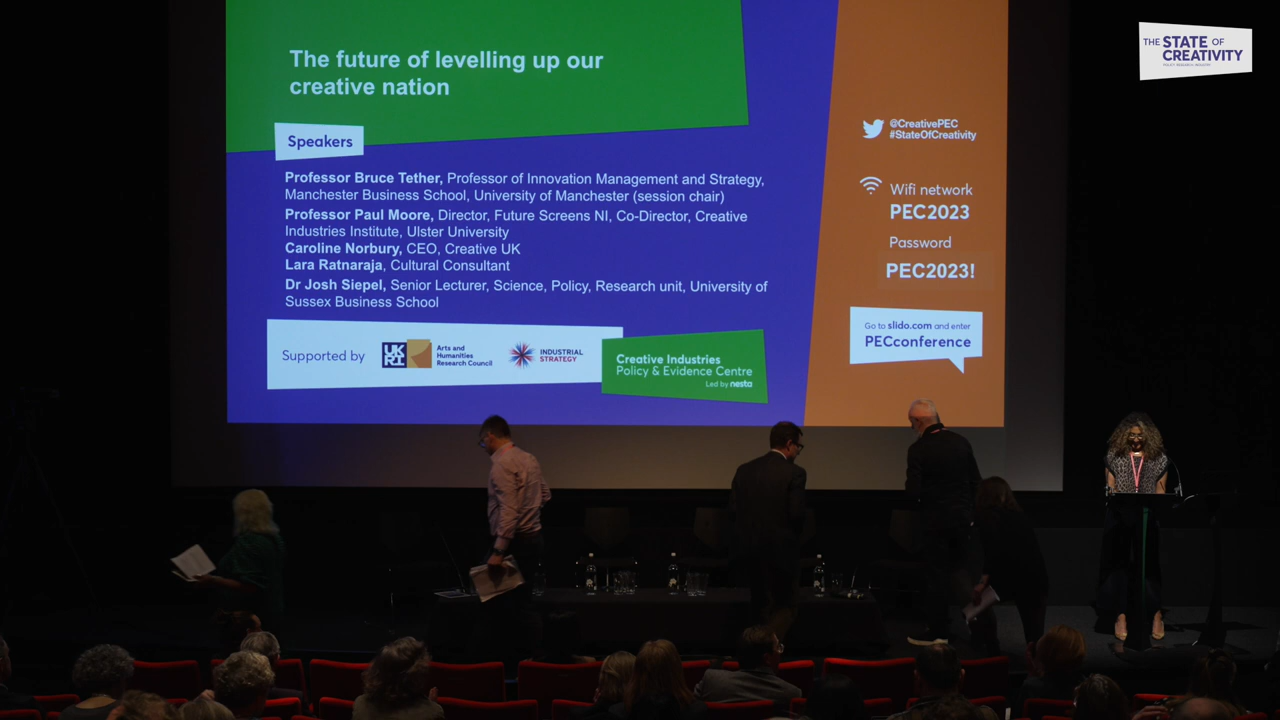 The future of levelling up our
creative nation
Speakers
Professor Bruce Tether, Professor of Innovation Management and Strategy,
Manchester Business School, University of Manchester (session chair)
Professor Paul Moore, Director, Future Screens NI, Co-Director, Creative
Industries Institute, Ulster University
Caroline Norbury, CEO, Creative UK
Lara Ratnaraja, Cultural Consultant
Dr Josh Siepel, Senior Lecturer, Science, Policy, Research unit, University of
Sussex Business School
Supported by
UK
RI
Arts and
Humanities
Research Council
INDUSTRIAL
STRATEGY
Creative Industries
Policy & Evidence Centre
Led by nesta
@CreativePEC
#StateOfCreativity
Wifi network
PEC2023
Password
PEC2023!
Go to slido.com and enter
PECconference
THE STATE OF
CREATIVITY
POLICY, RESEARCH, INDUSTRY